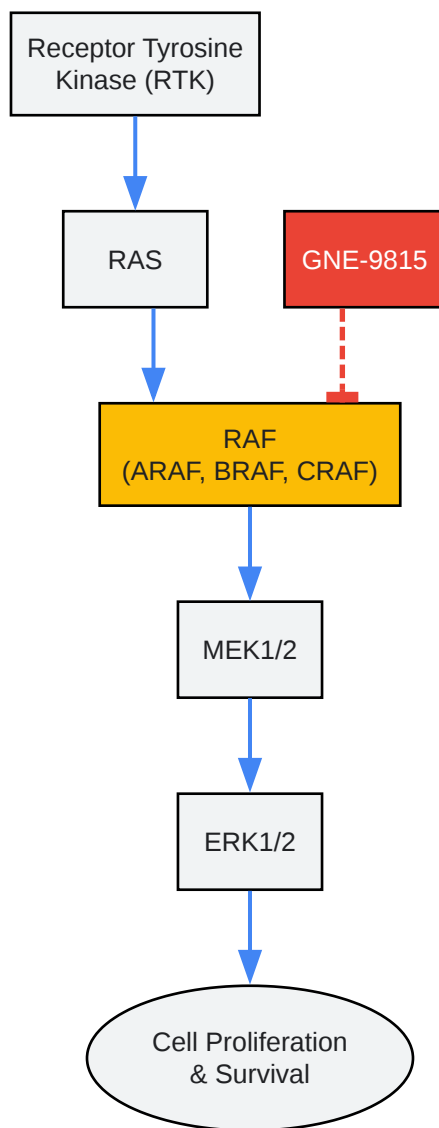 Receptor Tyrosine
Kinase (RTK)
RAS
GNE-9815
RAF
(ARAF, BRAF, CRAF)
MEK1/2
ERK1/2
Cell Proliferation
& Survival